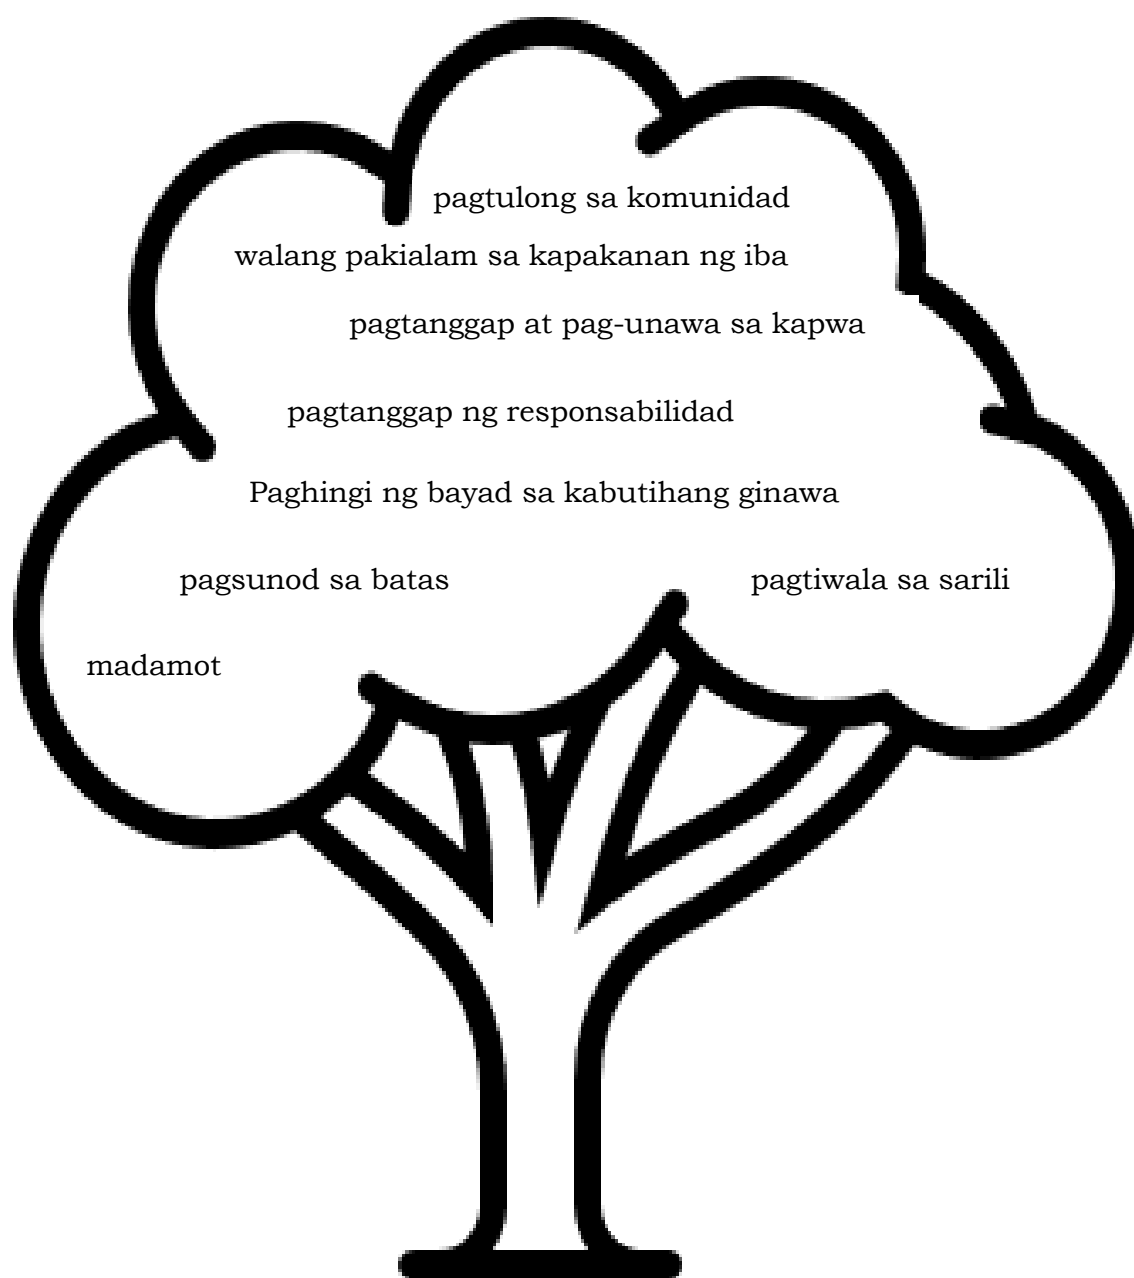 pagtulong sa komunidad
walang pakialam sa kapakanan ng iba
pagtanggap at pag-unawa sa kapwa
pagtanggap ng responsabilidad
Paghingi ng bayad sa kabutihang ginawa
pagsunod sa batas
pagtiwala sa sarili
madamot